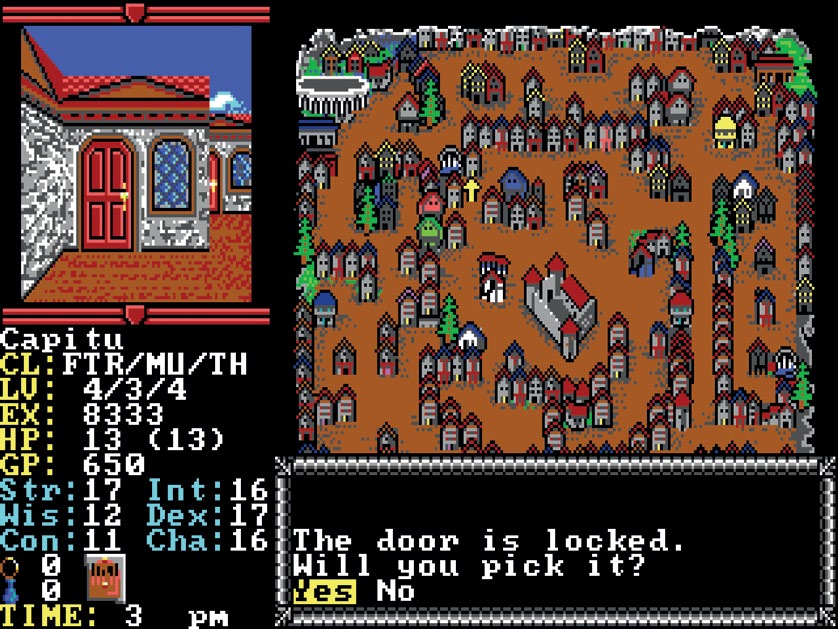 Capitu
CL:FTR/MU/TH
LV: 4/3/4
EX: 8333
HP: 13 (13)
GP: 650
Str:17 Int:16
Wis:12 Dex:17
Con:11 Cha:16
0
0
TIME: 3 pm
The door is locked.
Will you pick it?
Yes No